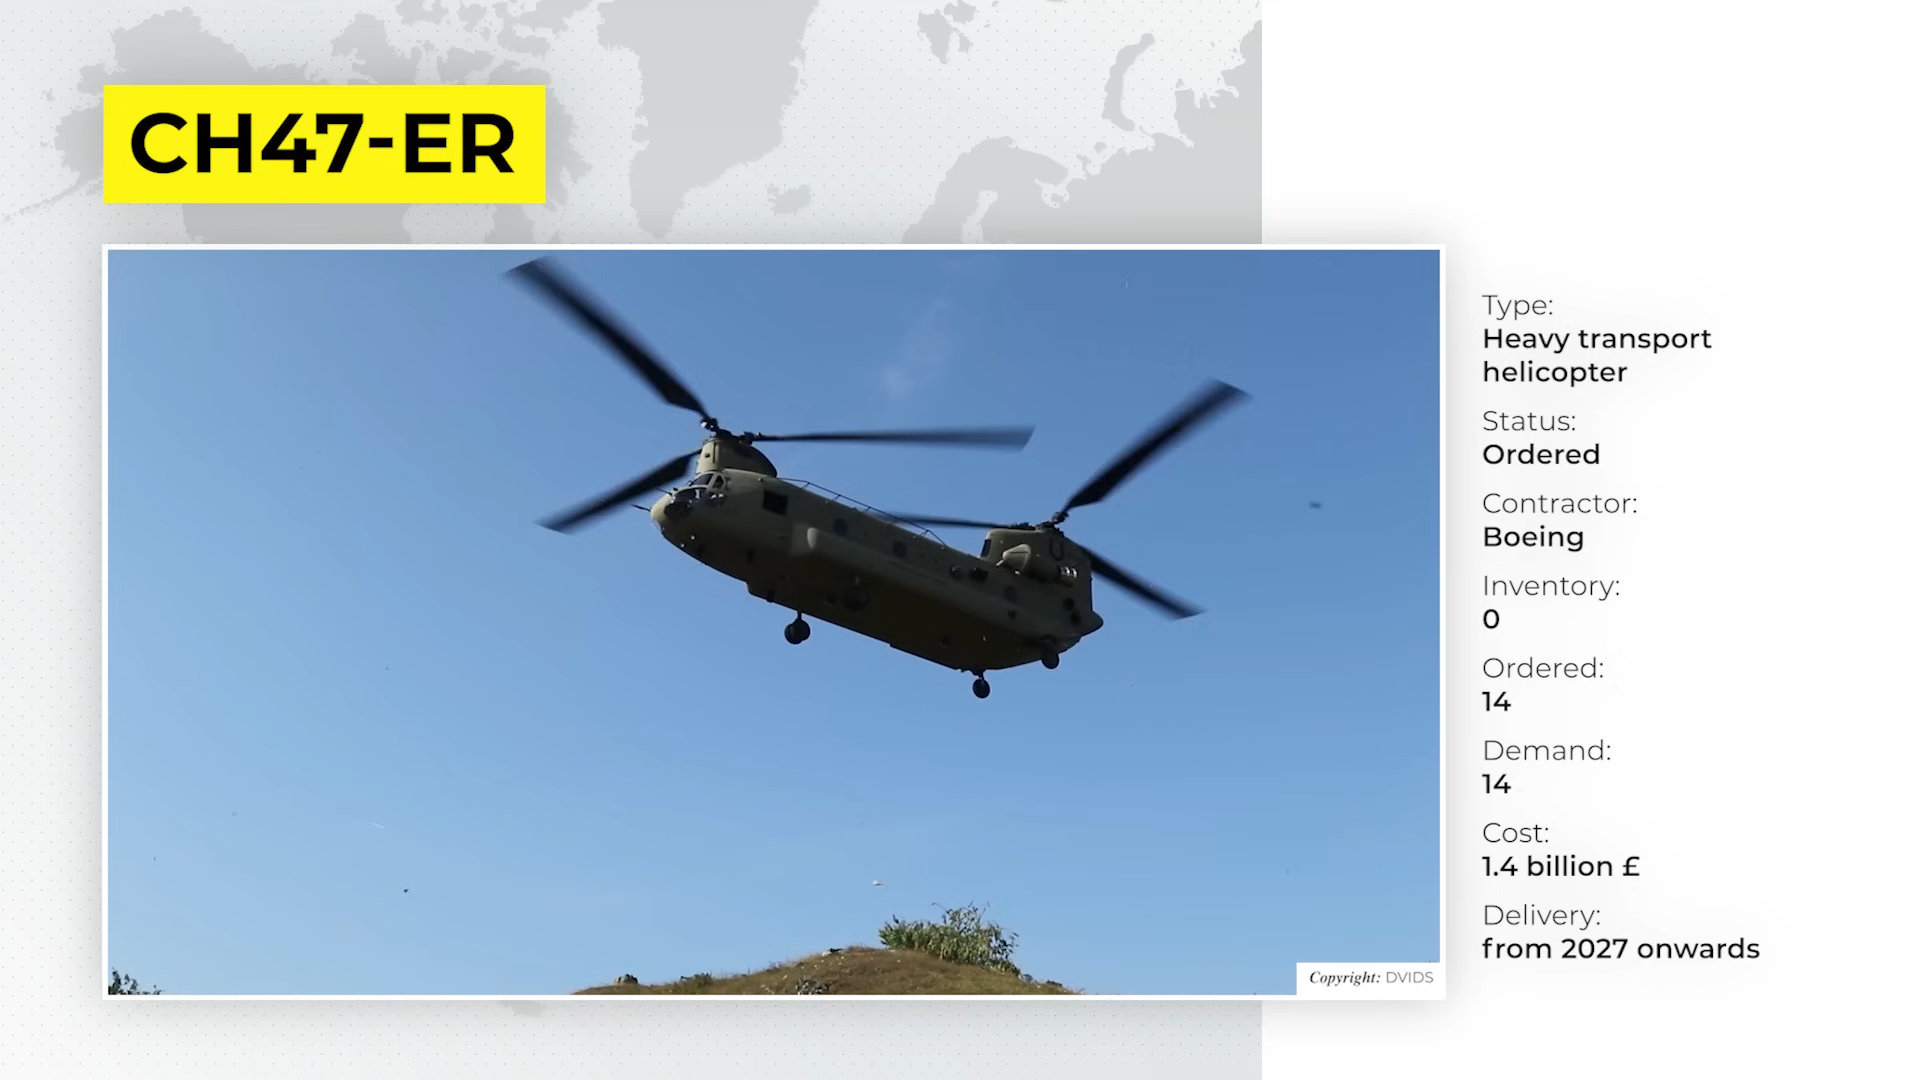 CH47-ER
Type:
Heavy transport
helicopter
Status:
Ordered
Contractor:
Boeing
Inventory:
0
Ordered:
14
Demand:
14
Cost:
1.4 billion £
Delivery:
from 2027 onwards
Copyright: DVIDS